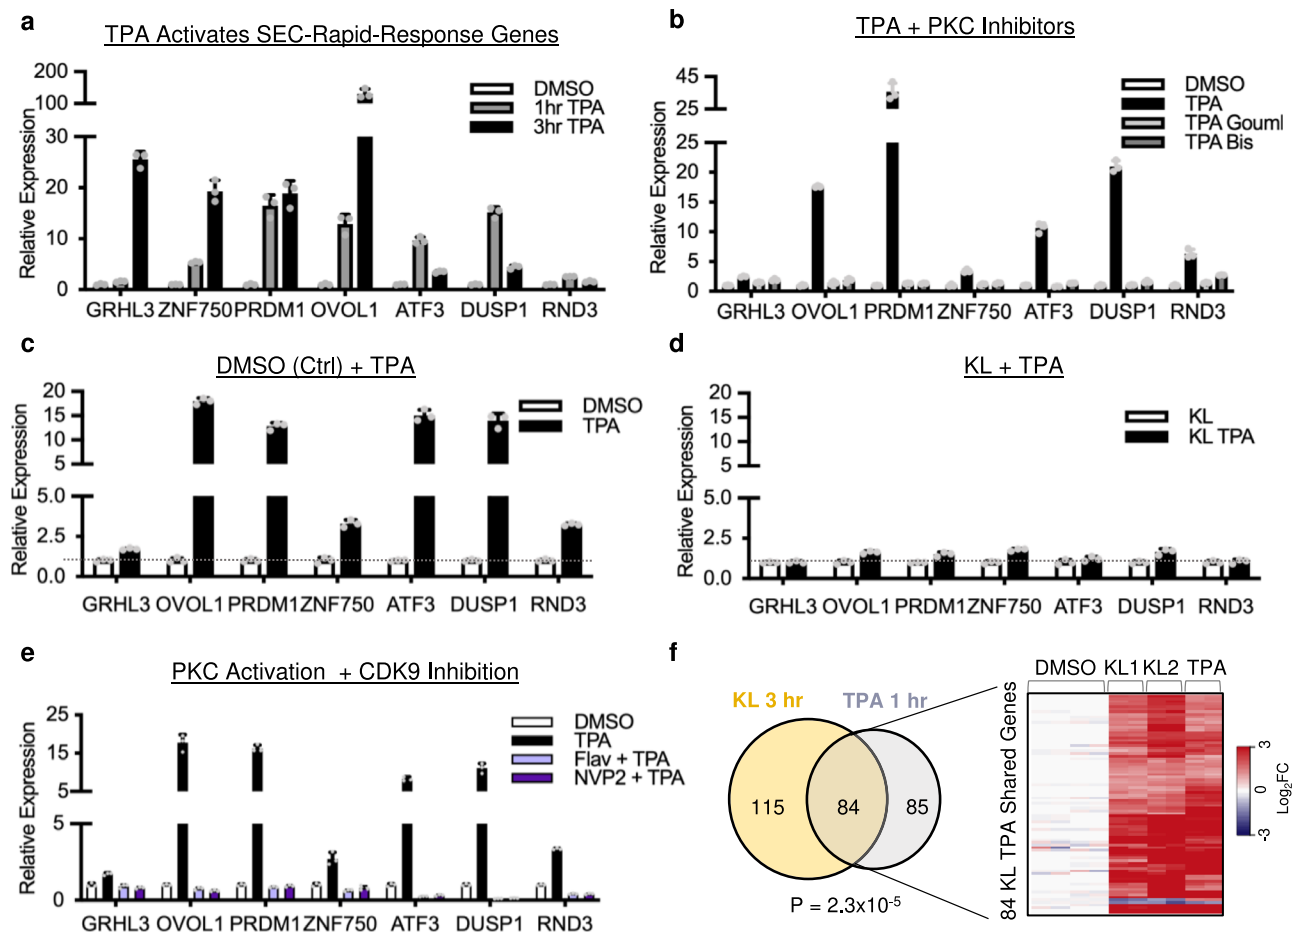 a
TPA Activates SEC-Rapid-Response Genes
200
100
30
20
10
0
Relative Expression
DMSO
1hr TPA
3hr TPA
GRHL3 ZNF750 PRDM1 OVOL1 ATF3 DUSP1 RND3
b
TPA + PKC Inhibitors
45
25
25
20
15
10
5
0
Relative Expression
DMSO
TPA
TPA Gouml
TPA Bis
GRHL3 OVOL1 PRDM1 ZNF750 ATF3 DUSP1 RND3
c
DMSO (Ctrl) + TPA
20
15
10
5
5.0
2.5
0.0
Relative Expression
DMSO
TPA
GRHL3 OVOL1 PRDM1 ZNF750 ATF3 DUSP1 RND3
d
KL + TPA
20
15
10
5
5.0
2.5
0.0
Relative Expression
KL
KL TPA
GRHL3 OVOL1 PRDM1 ZNF750 ATF3 DUSP1 RND3
e
PKC Activation + CDK9 Inhibition
25
15
5
5
0
Relative Expression
DMSO
TPA
Flav + TPA
NVP2 + TPA
GRHL3 OVOL1 PRDM1 ZNF750 ATF3 DUSP1 RND3
f
KL 3 hr TPA 1 hr
115 84 85
P = 2.3x10⁻⁵
DMSO KL1 KL2 TPA
84 KL TPA Shared Genes
3
0
-3
Log₂FC